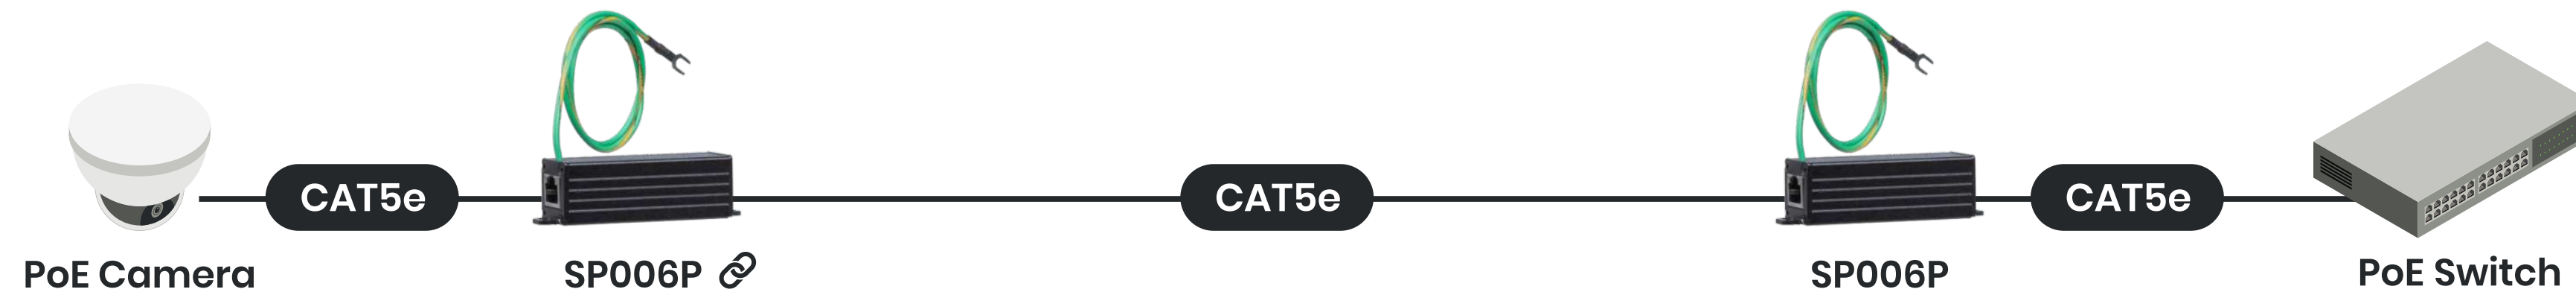 CAT5e
CAT5e
CAT5e
PoE Camera
SP006P
SP006P
PoE Switch